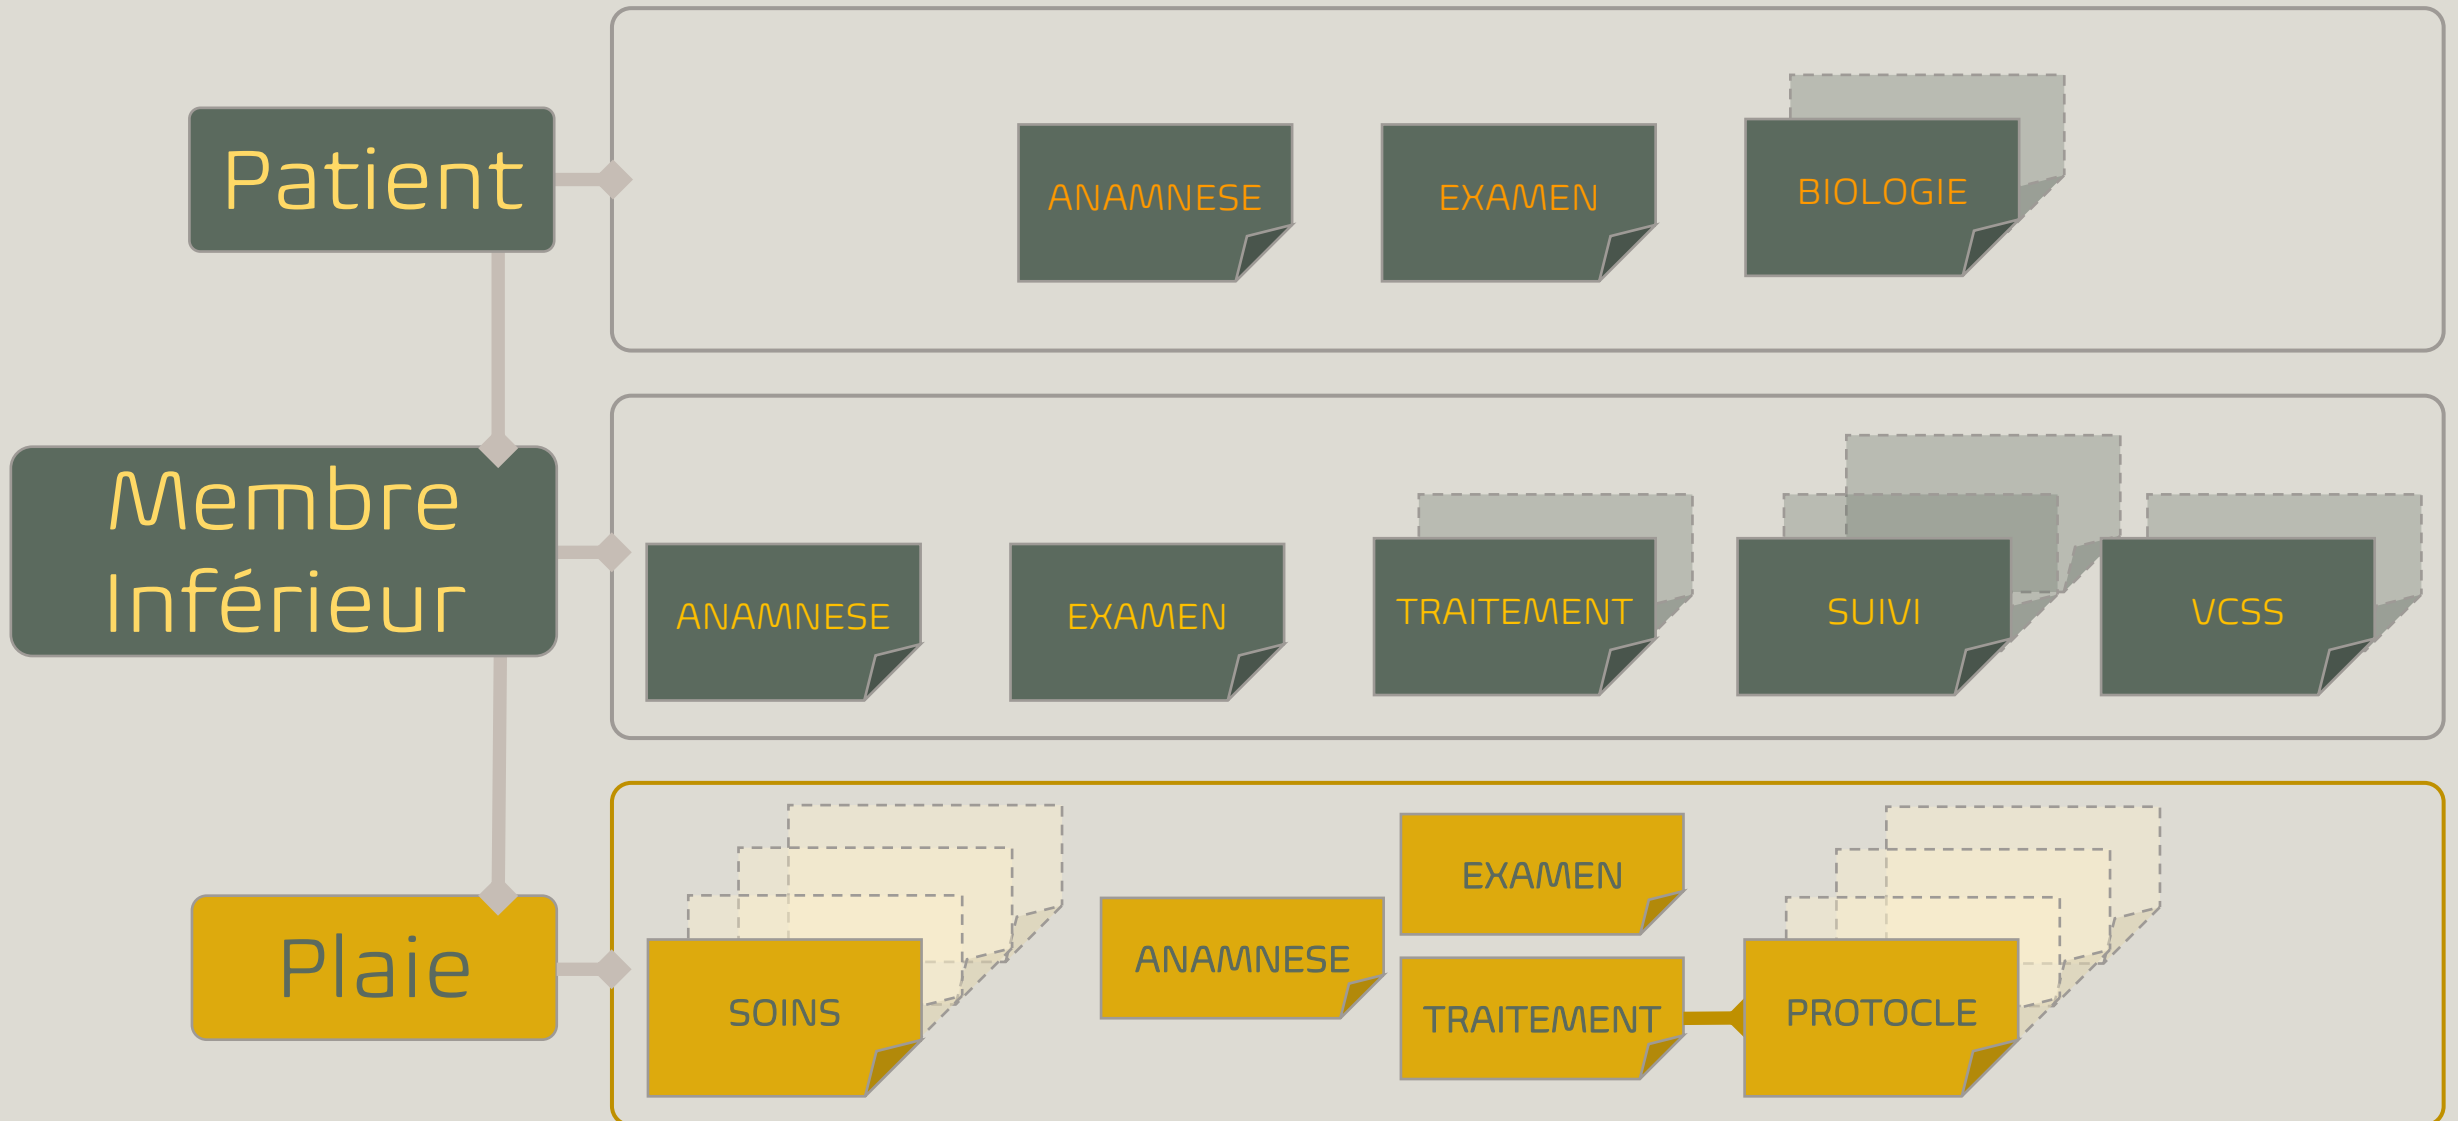 Patient
ANAMNESE
EXAMEN
BIOLOGIE
Membre
Inférieur
ANAMNESE
EXAMEN
TRAITEMENT
SUIVI
VCSS
Plaie
SOINS
ANAMNESE
EXAMEN
TRAITEMENT
PROTOCLE